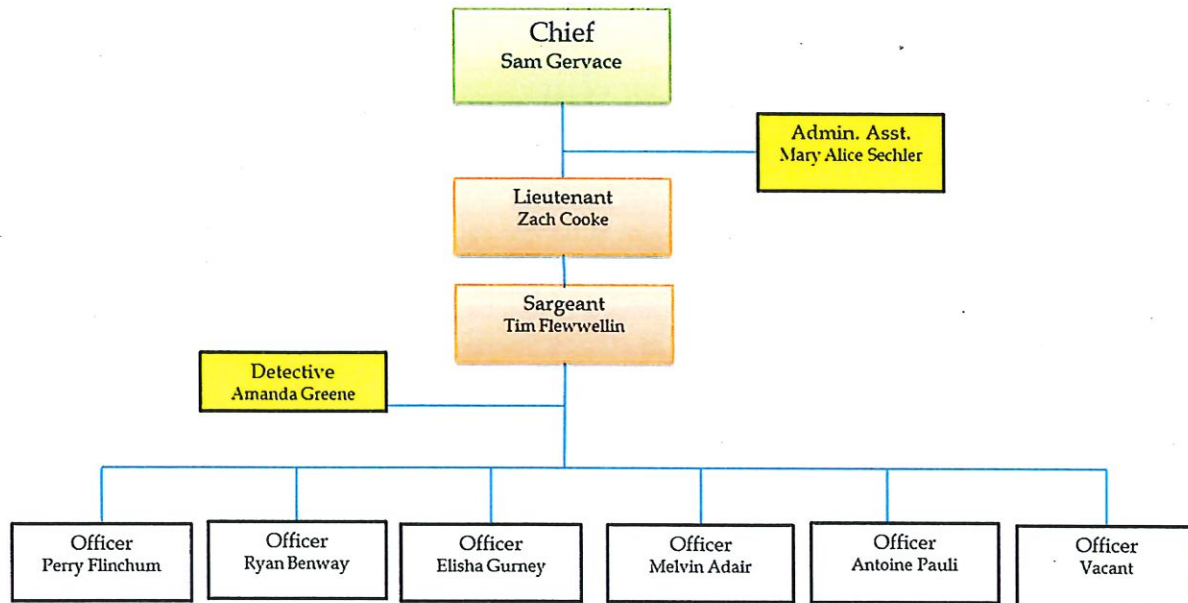 Chief
Sam Gervace
Admin. Asst.
Mary Alice Sechler
Lieutenant
Zach Cooke
Sargeant
Tim Flewwellin
Detective
Amanda Greene
Officer
Perry Flinchum
Officer
Ryan Benway
Officer
Elisha Gurney
Officer
Melvin Adair
Officer
Antoine Pauli
Officer
Vacant